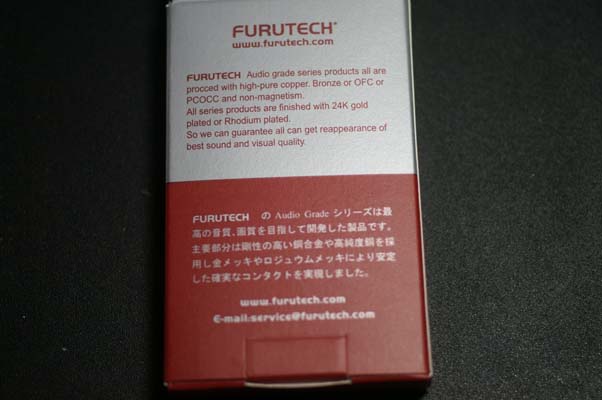 FURUTECH®
www.furutech.com
FURUTECH Audio grade series products all are
procced with high-pure copper. Bronze or OFC or
PCOCC and non-magnetism.
All series products are finished with 24K gold
plated or Rhodium plated.
So we can guarantee all can get reappearance of
best sound and visual quality.
FURUTECH の Audio Grade シリーズは最
高の音質、画質を目指して開発した製品です。
主要部分は剛性の高い銅合金や高純度銅を採
用し金メッキやロジュウムメッキにより安定
した確実なコンタクトを実現しました。
www.furutech.com
E-mail:service@furutech.com